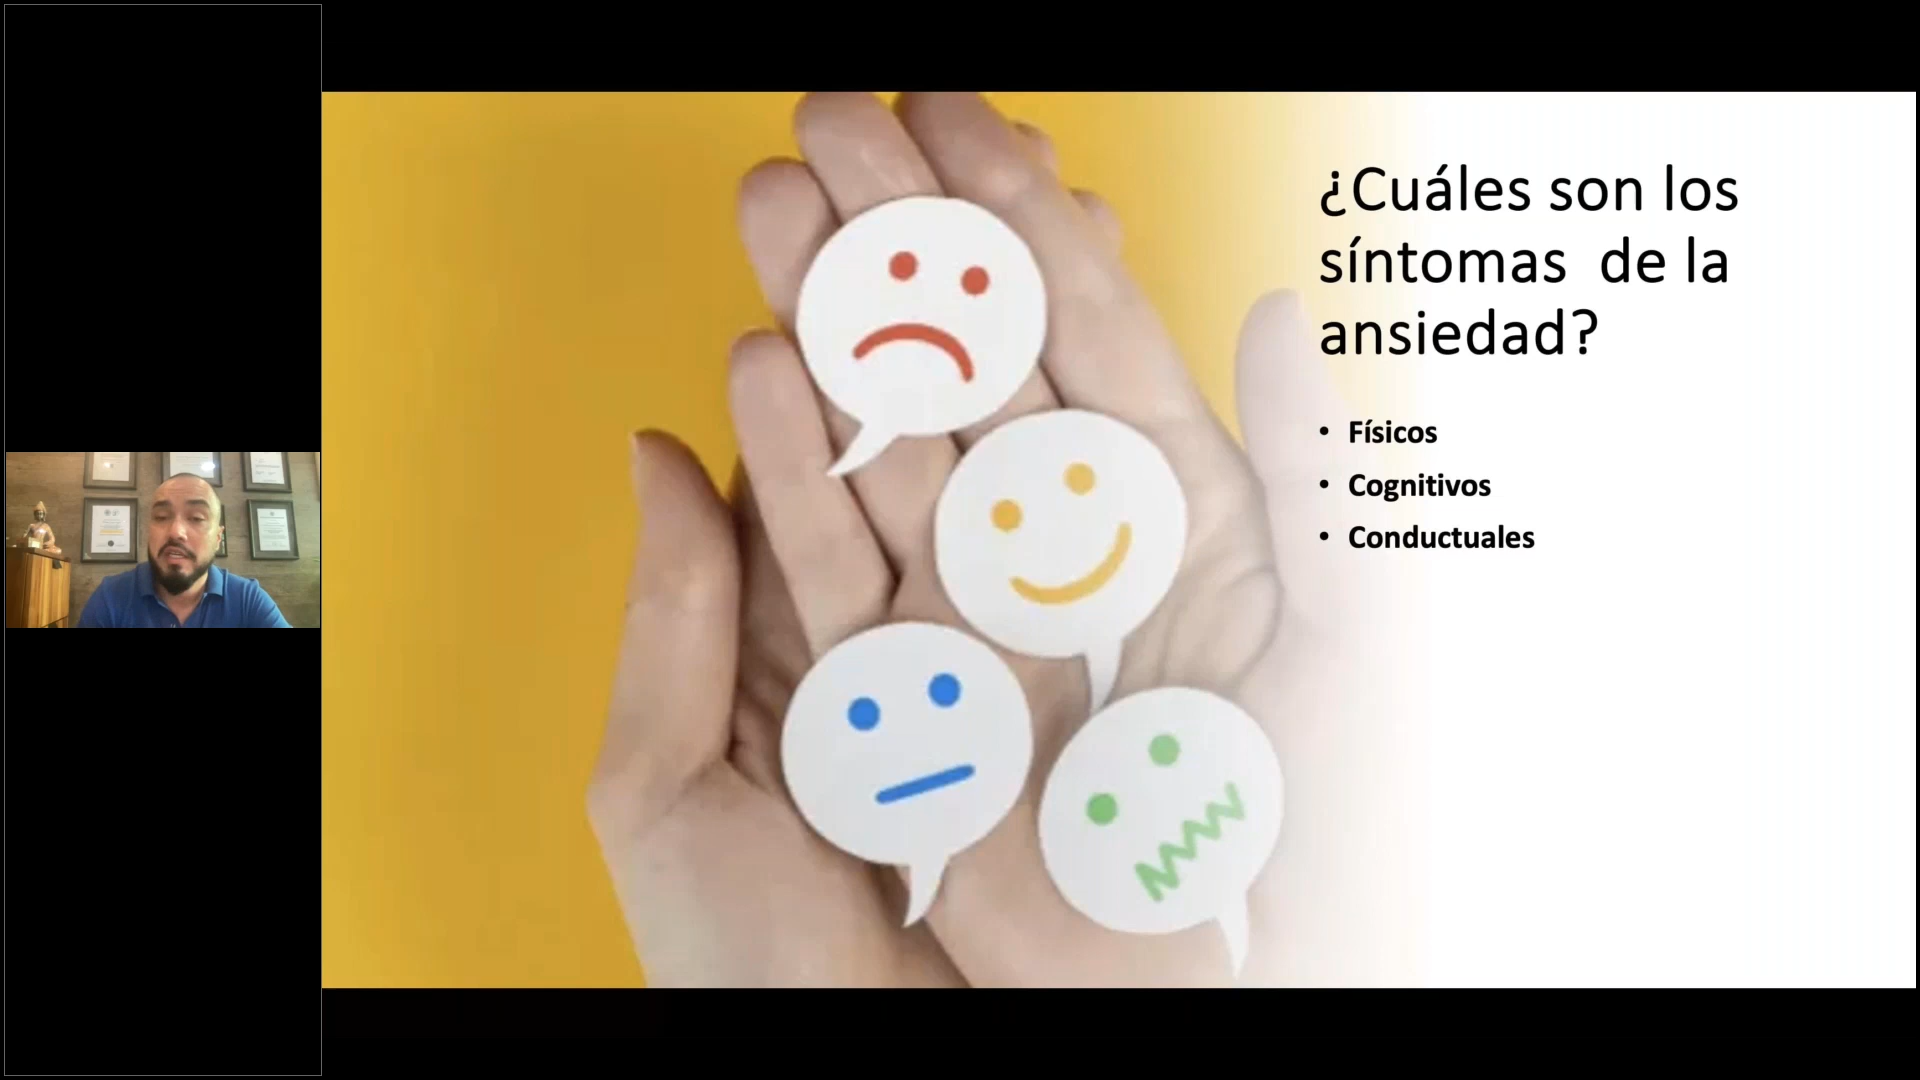 ¿Cuáles son los
síntomas  de la
ansiedad?
• Físicos
• Cognitivos
• Conductuales